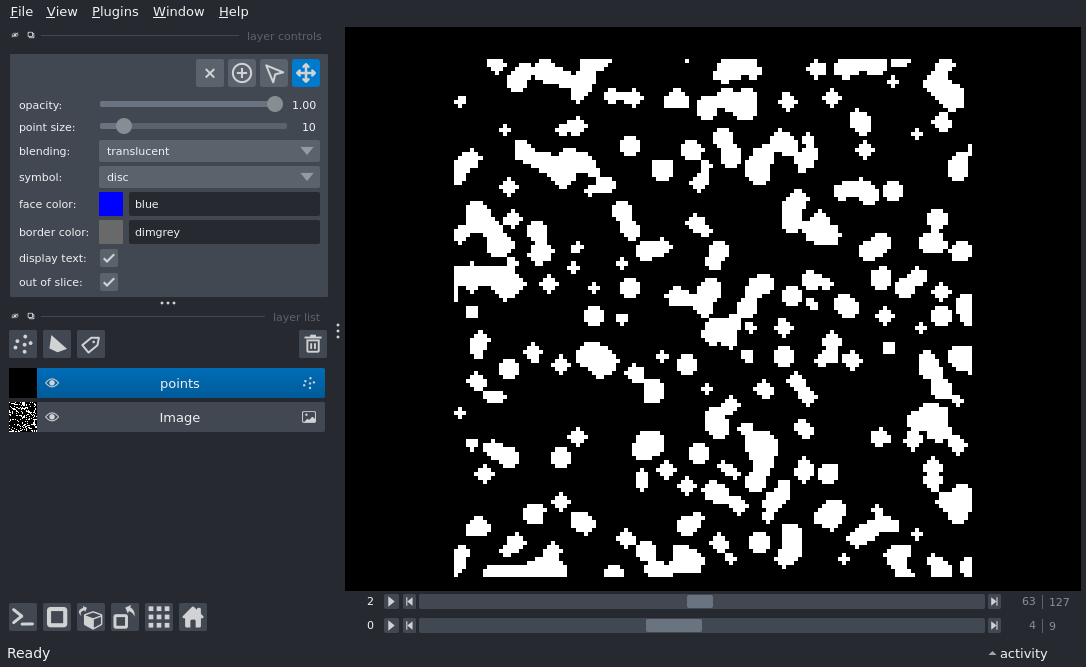 File View Plugins Window Help
layer controls
opacity: 1.00
point size: 10
blending: translucent
symbol: disc
face color: blue
border color: dimgrey
display text:
out of slice:
layer list
points
Image
2 63 127
0 4 9
Ready activity